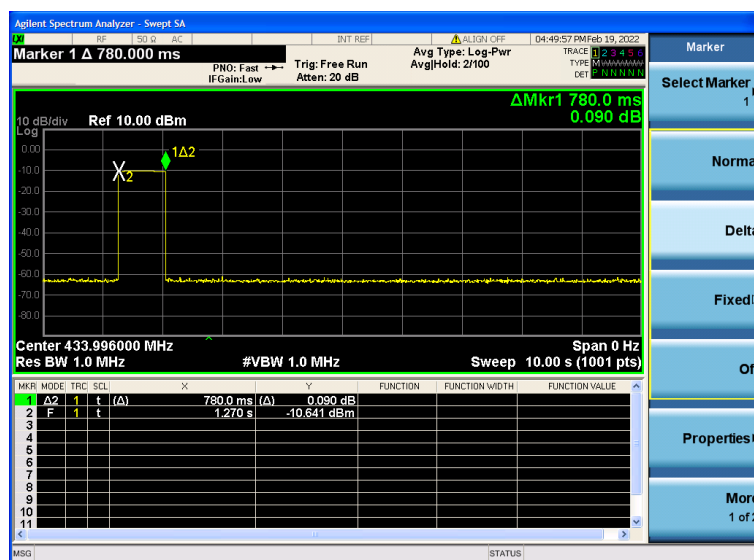 Agilent Spectrum Analyzer - Swept SA
LXI RF 50 Ω AC INT REF ALIGN OFF 04:49:57 PM Feb 19, 2022
Marker 1 Δ 780.000 ms
PNO: Fast
IFGain:Low
Trig: Free Run
Atten: 20 dB
Avg Type: Log-Pwr
Avg|Hold: 2/100
TRACE 1 2 3 4 5 6
TYPE M WWWWW
DET P N N N N N
ΔMkr1 780.0 ms
0.090 dB
10 dB/div Ref 10.00 dBm
Log
0.00
-10.0
-20.0
-30.0
-40.0
-50.0
-60.0
-70.0
-80.0
1Δ2
2
Center 433.996000 MHz Span 0 Hz
Res BW 1.0 MHz #VBW 1.0 MHz Sweep 10.00 s (1001 pts)
MKR MODE TRC SCL X Y FUNCTION FUNCTION WIDTH FUNCTION VALUE
1 Δ2 1 t (Δ) 780.0 ms (Δ) 0.090 dB
2 F 1 t 1.270 s -10.641 dBm
3
4
5
6
7
8
9
10
11
MSG STATUS
Marker
Select Marker
1
Norma
Delta
Fixed
Of
Properties
More
1 of 2